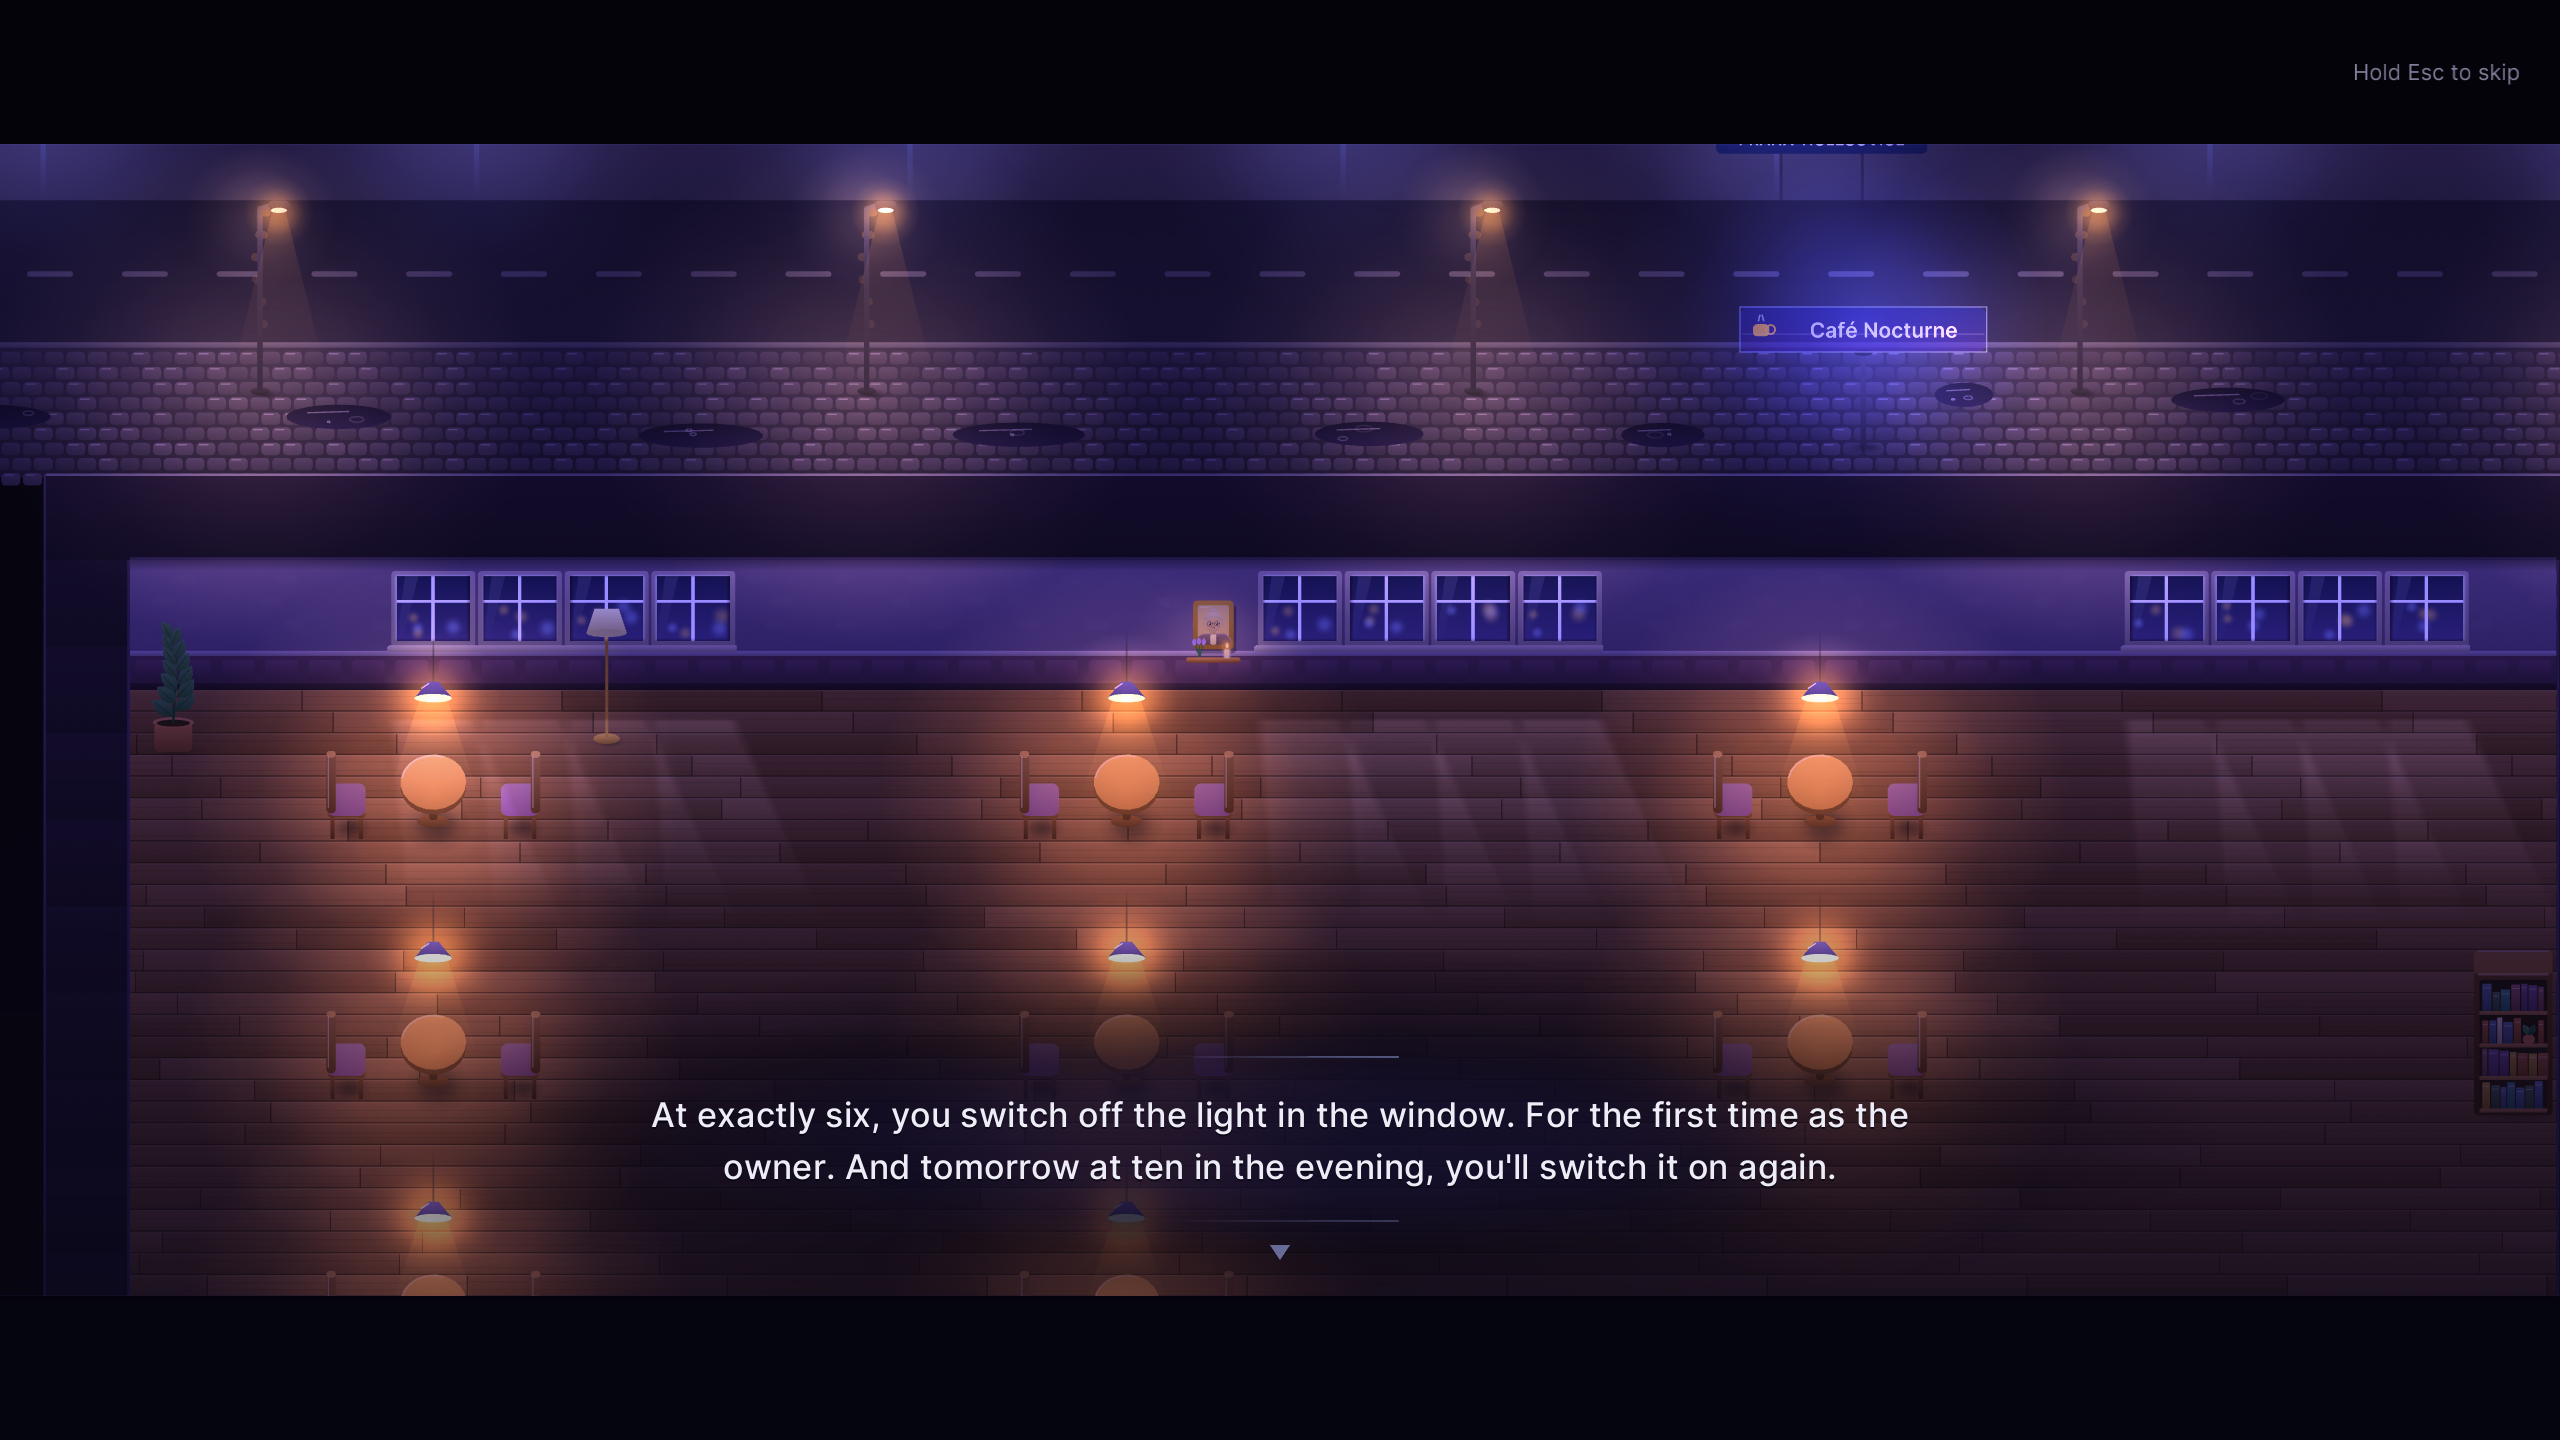 Hold Esc to skip
Café Nocturne
At exactly six, you switch off the light in the window. For the first time as the
owner. And tomorrow at ten in the evening, you'll switch it on again.